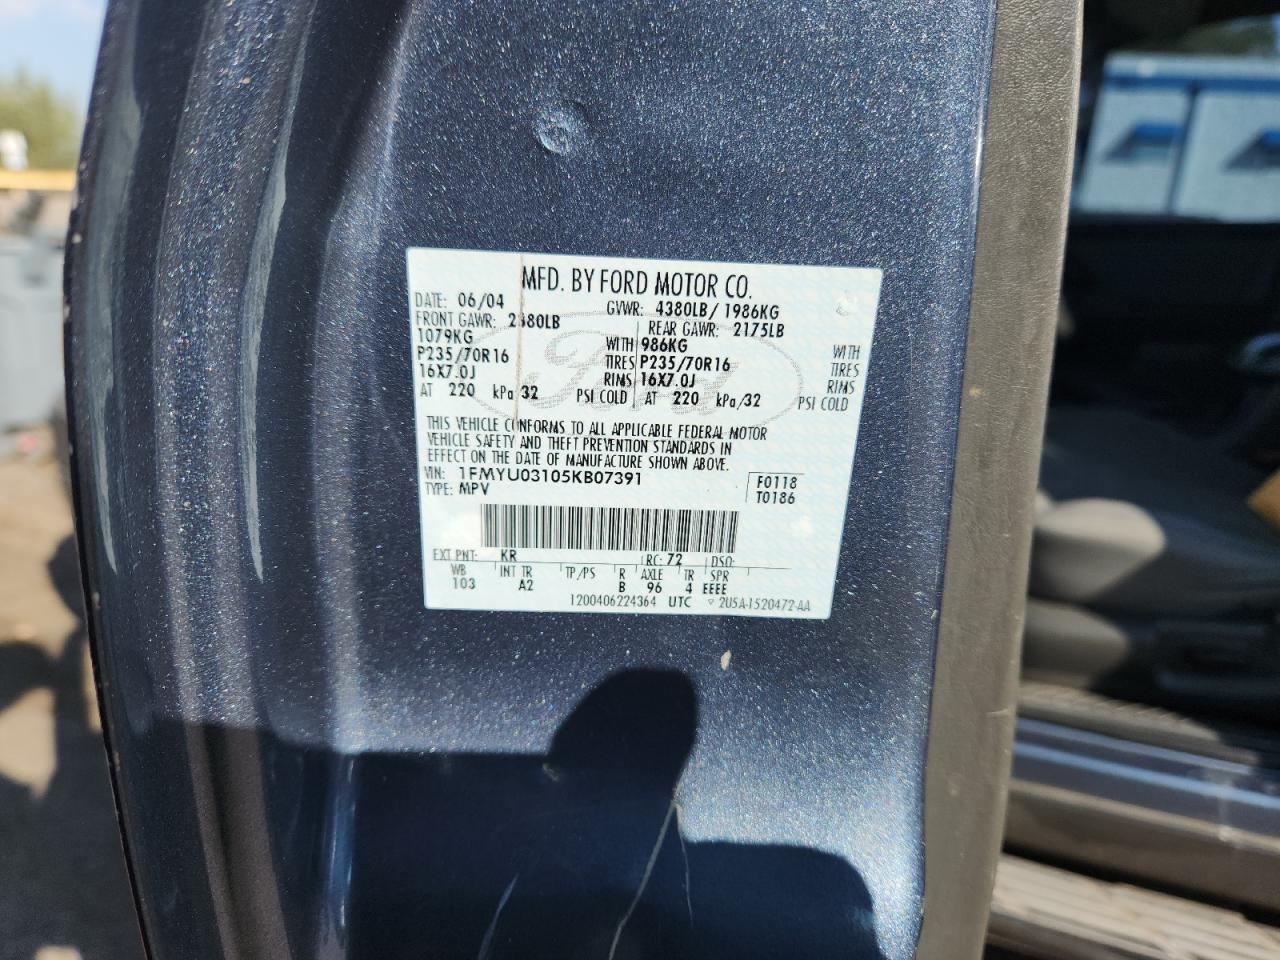 MFD. BY FORD MOTOR CO.
DATE: 06/04 GVWR: 4380LB/ 1986KG
FRONT GAWR: 2380LB REAR GAWR: 2175LB
1079KG WITH 986KG WITH
P235/70R16 TIRES P235/70R16 TIRES
16X7.0J RIMS 16X7.0J RIMS
AT 220 kPa/32 PSI COLD AT 220 kPa/32 PSI COLD
Ford
THIS VEHICLE CONFORMS TO ALL APPLICABLE FEDERAL MOTOR
VEHICLE SAFETY AND THEFT PREVENTION STANDARDS IN
EFFECT ON THE DATE OF MANUFACTURE SHOWN ABOVE.
VIN: 1FMYU03105KB07391 F0118
TYPE: MPV T0186
EXT PNT: KR RC: 72 DSO:
WB INT TR TP/PS R AXLE TR SPR
103 A2 B 96 4 EEEE
1200406224364 UTC ▽ 2U5A-1520472-AA